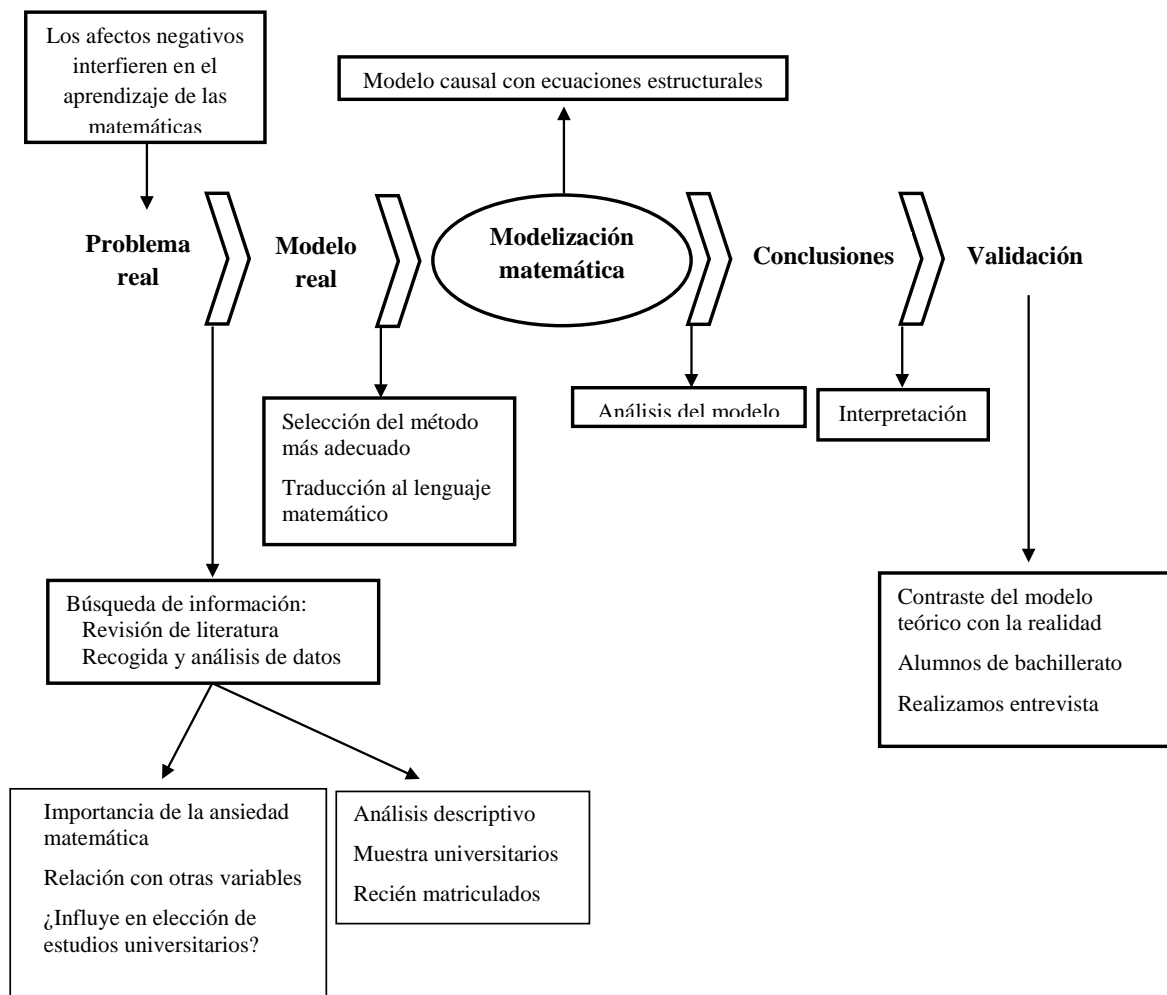 Los afectos negativos
interfieren en el
aprendizaje de las
matemáticas
Modelo causal con ecuaciones estructurales
Problema
real
Modelo
real
Modelización
matemática
Conclusiones
Validación
Selección del método
más adecuado
Traducción al lenguaje
matemático
Análisis del modelo
Interpretación
Búsqueda de información:
Revisión de literatura
Recogida y análisis de datos
Contraste del modelo
teórico con la realidad
Alumnos de bachillerato
Realizamos entrevista
Importancia de la ansiedad
matemática
Relación con otras variables
¿Influye en elección de
estudios universitarios?
Análisis descriptivo
Muestra universitarios
Recién matriculados